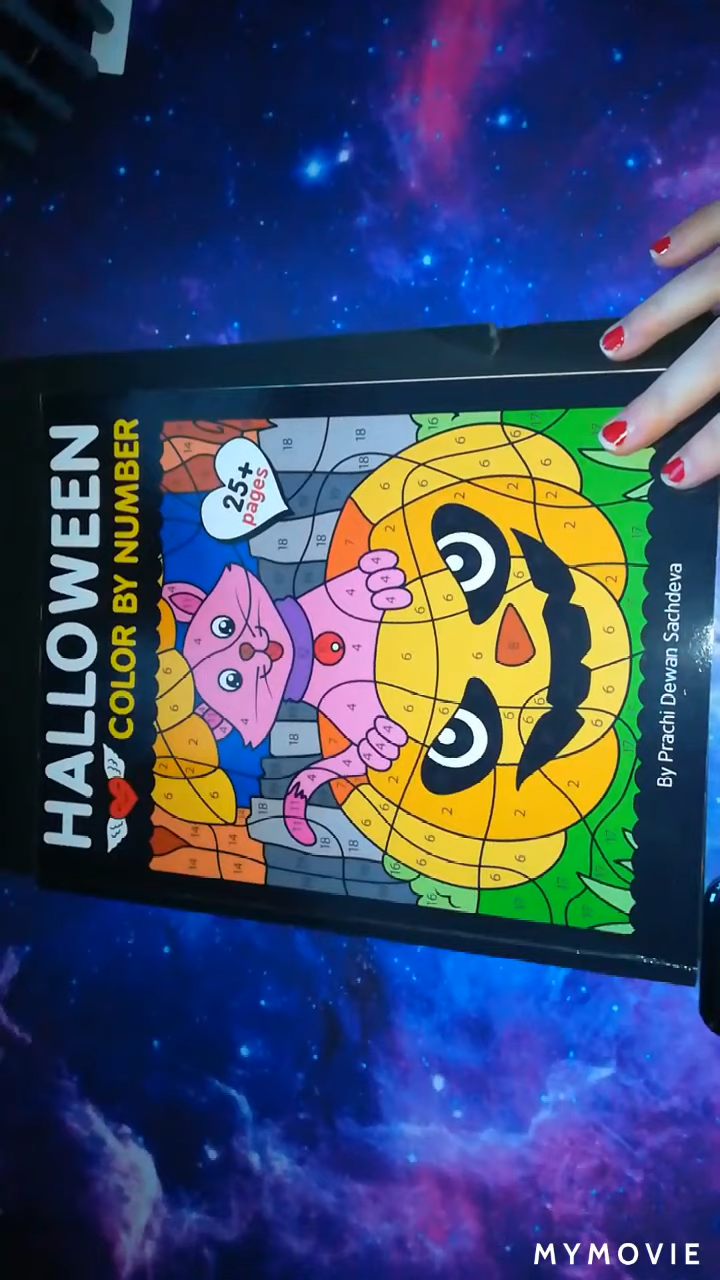 HALLOWEEN
COLOR BY NUMBER
25+
pages
By Prachi Dewan Sachdeva
MYMOVIE